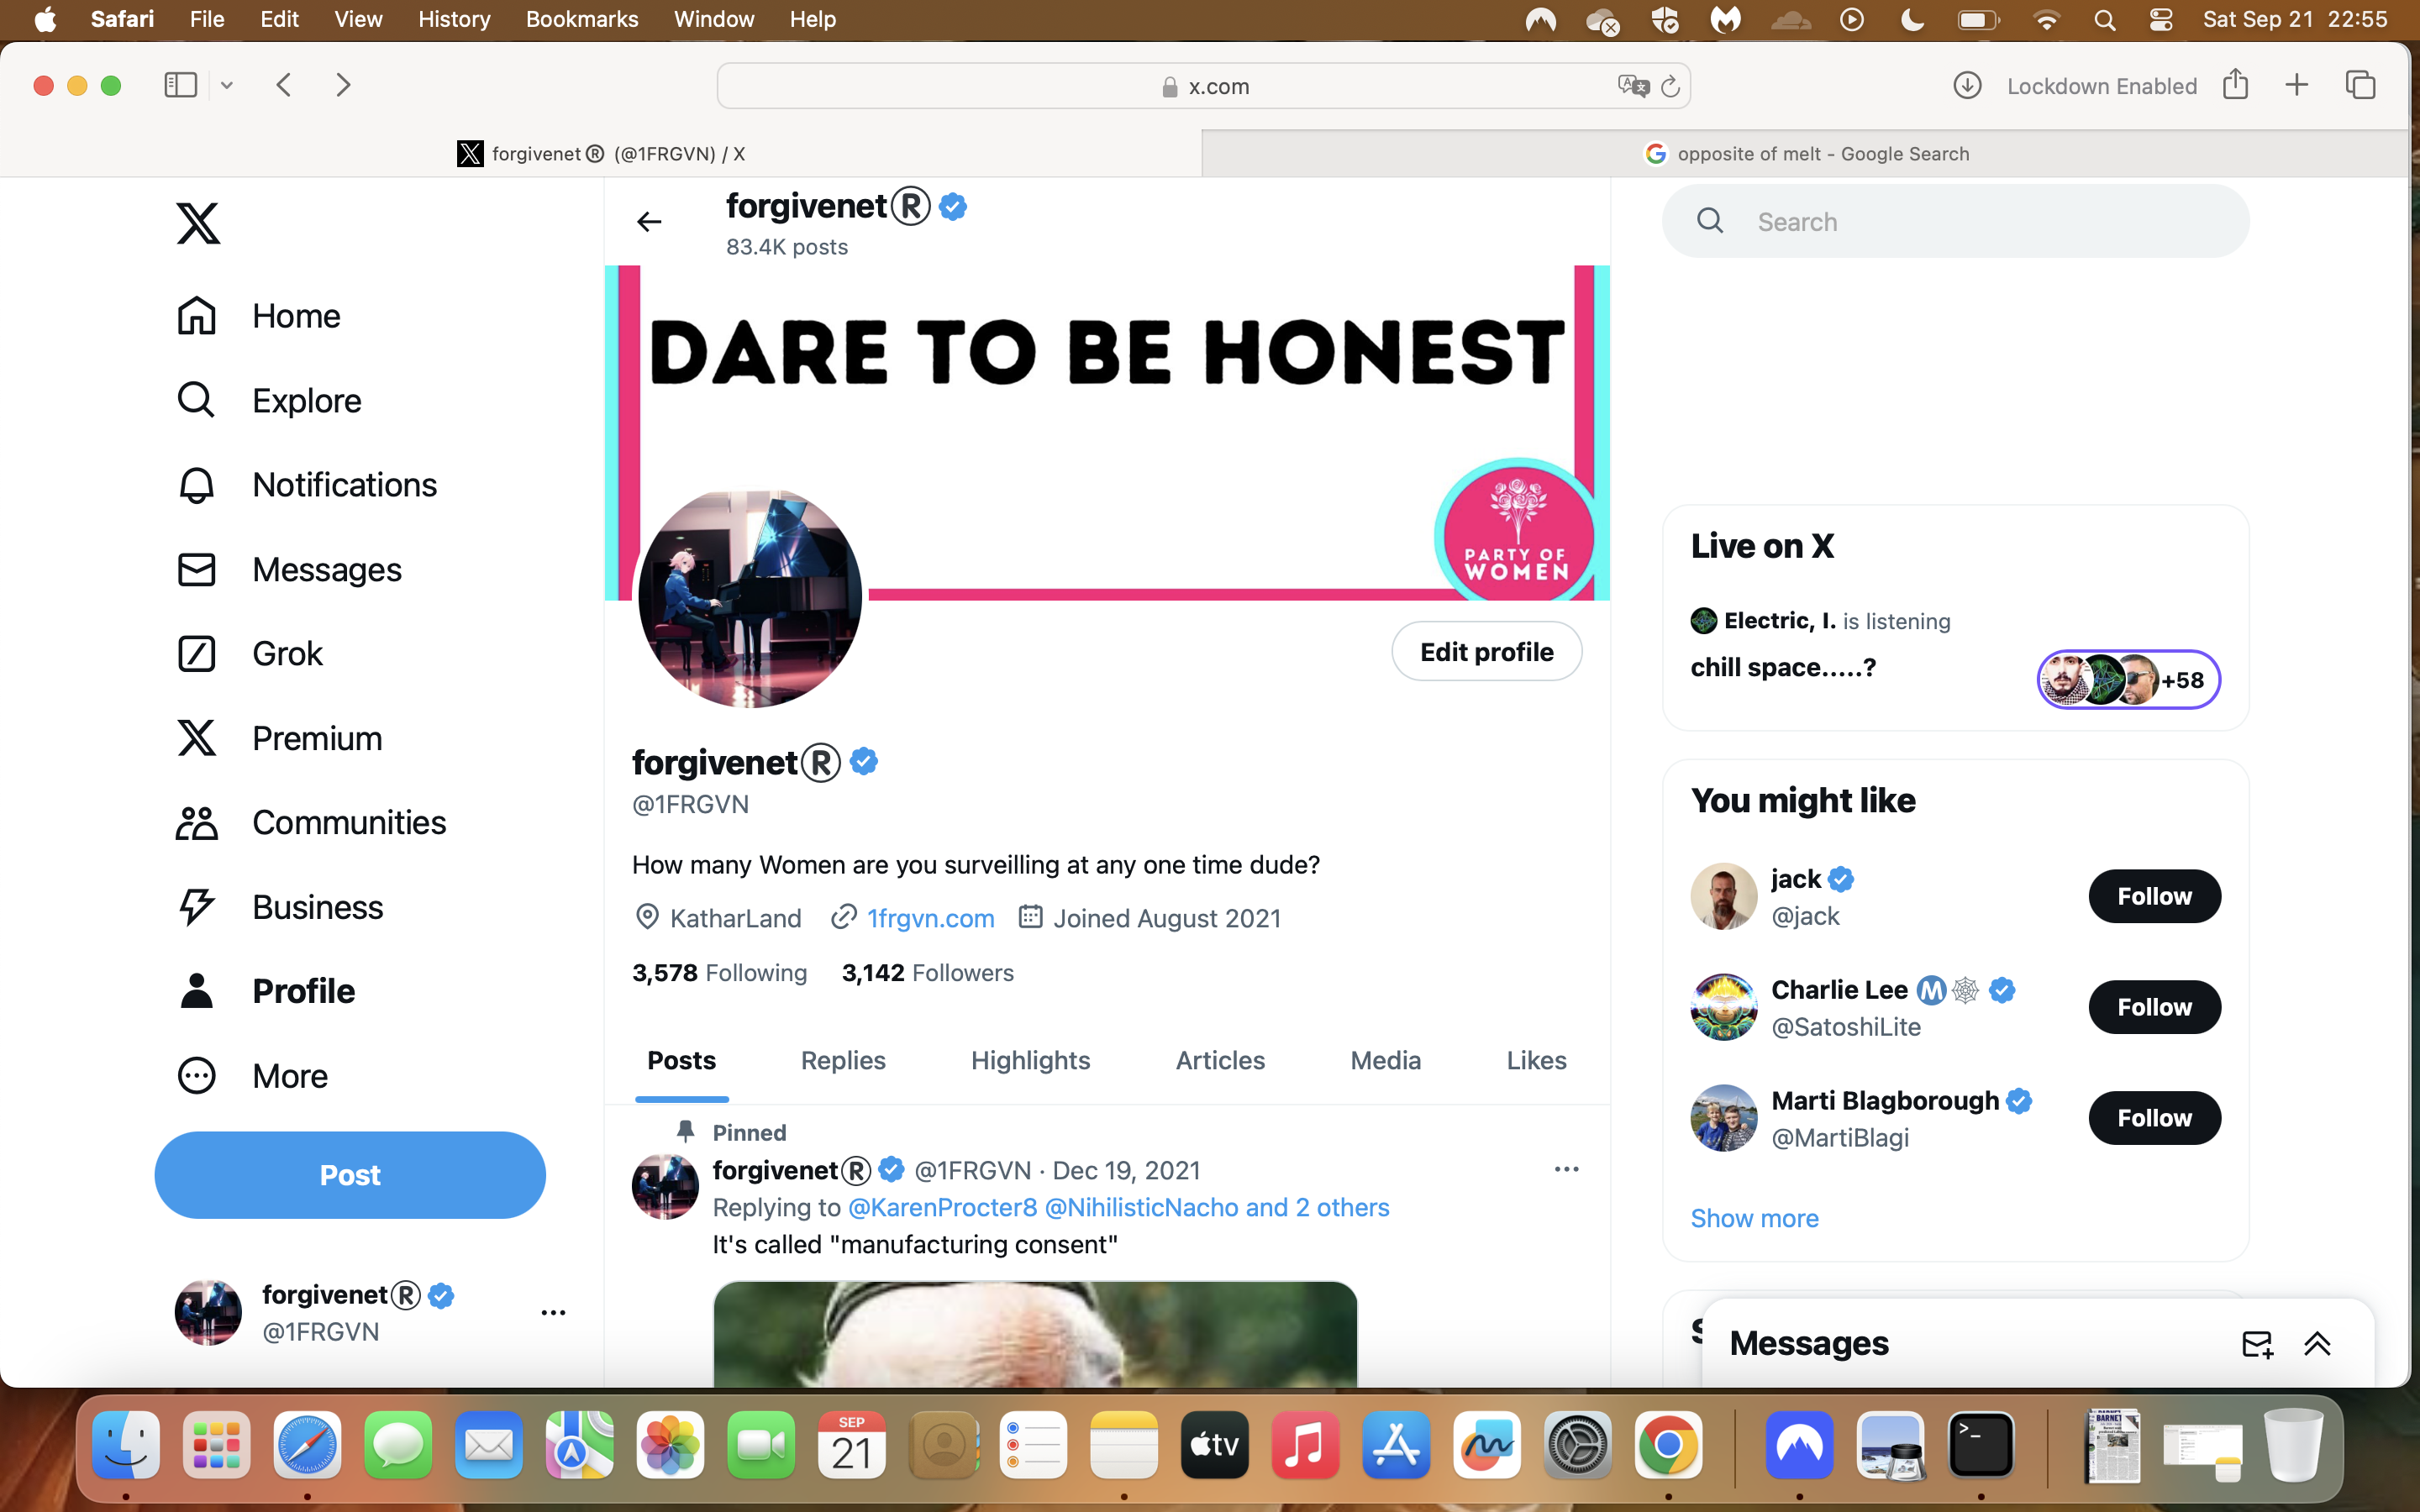 Safari File Edit View History Bookmarks Window Help
Sat Sep 21 22:55
x.com
Lockdown Enabled
forgivenet® (@1FRGVN) / X
opposite of melt - Google Search
Home
Explore
Notifications
Messages
Grok
Premium
Communities
Business
Profile
More
Post
forgivenet®
@1FRGVN
forgivenet®
83.4K posts
DARE TO BE HONEST
PARTY OF
WOMEN
Edit profile
forgivenet®
@1FRGVN
How many Women are you surveilling at any one time dude?
KatharLand 1frgvn.com Joined August 2021
3,578 Following 3,142 Followers
Posts Replies Highlights Articles Media Likes
Pinned
forgivenet® @1FRGVN · Dec 19, 2021
Replying to @KarenProcter8 @NihilisticNacho and 2 others
It's called "manufacturing consent"
Search
Live on X
Electric, I. is listening
chill space.....?
+58
You might like
jack
@jack
Follow
Charlie Lee Ⓜ
@SatoshiLite
Follow
Marti Blagborough
@MartiBlagi
Follow
Show more
Messages
SEP
21
tv
>_
BARNET